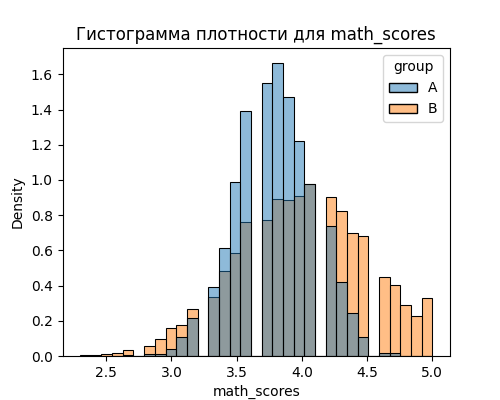 Гистограмма плотности для math_scores
group
A
B
Density
1.6
1.4
1.2
1.0
0.8
0.6
0.4
0.2
0.0
2.5 3.0 3.5 4.0 4.5 5.0
math_scores